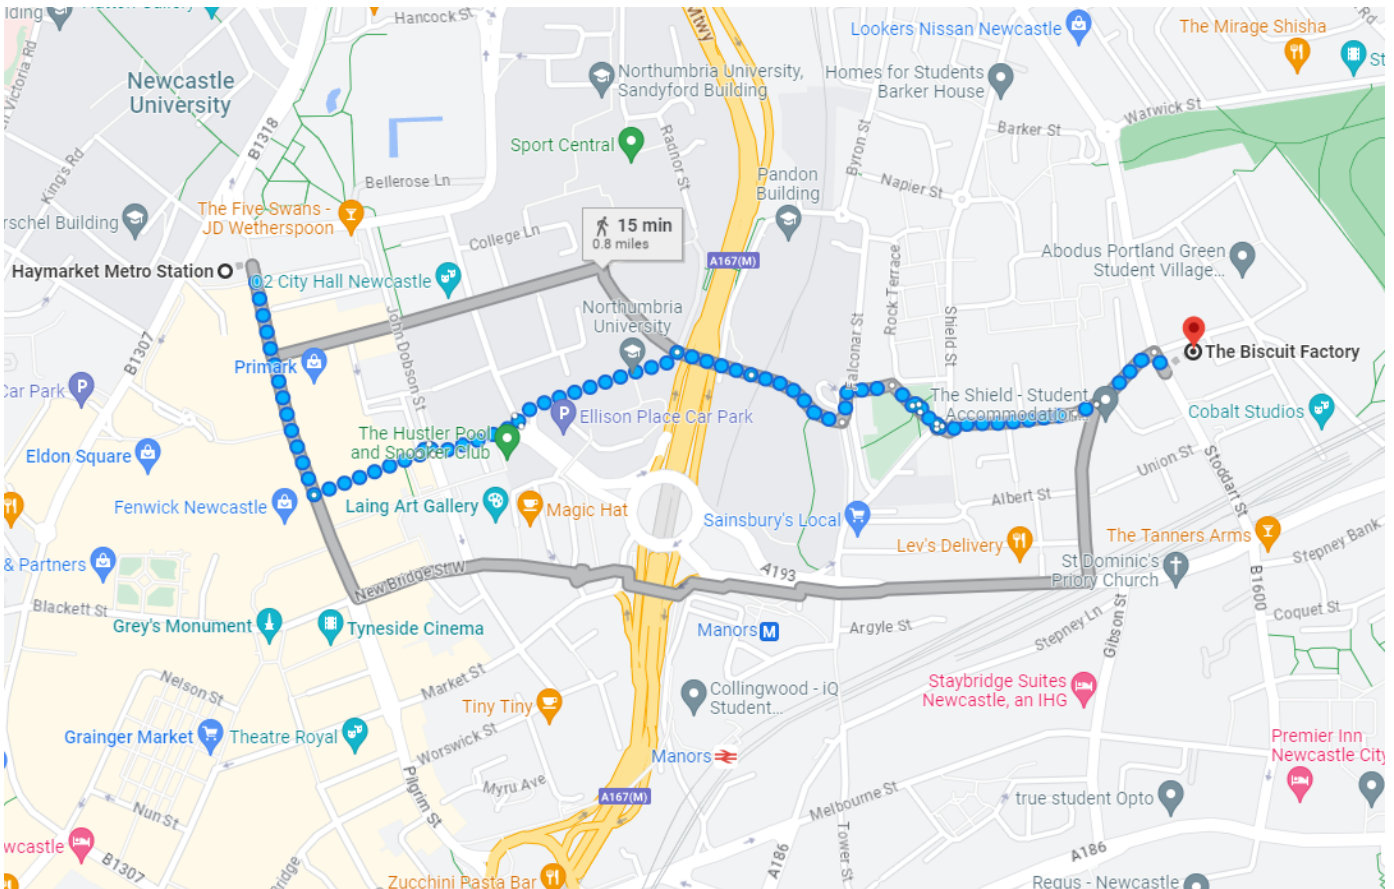 Hancock St
Mtwy
Lookers Nissan Newcastle
The Mirage Shisha
Victoria Rd
Newcastle
University
Northumbria University,
Sandyford Building
Homes for Students
Barker House
Warwick St
B1318
Sport Central
Radnor St
Byron St
Barker St
King's Rd
Bellerose Ln
Pandon
Building
Napier St
The Five Swans -
JD Wetherspoon
rschel Building
College Ln
15 min
0.8 miles
A167(M)
Abodus Portland Green
Student Village...
Haymarket Metro Station
O2 City Hall Newcastle
Rock Terrace
Northumbria
University
John Dobson St
Falconar St
Shield St
B1307
Primark
The Biscuit Factory
Car Park
P
P
Ellison Place Car Park
The Shield - Student
Accommodation...
Cobalt Studios
The Hustler Pool
and Snooker Club
Eldon Square
Union St
Stoddart St
Fenwick Newcastle
Laing Art Gallery
Magic Hat
Sainsbury's Local
Albert St
Lev's Delivery
The Tanners Arms
Stepney Bank
& Partners
New Bridge St W
A193
St Dominic's
Priory Church
B1600
Blackett St
Grey's Monument
Tyneside Cinema
Manors M
Argyle St
Stepney Ln
Gibson St
Coquet St
Nelson St
Market St
Collingwood - iQ
Student...
Staybridge Suites
Newcastle, an IHG
Tiny Tiny
Grainger Market
Theatre Royal
Worswick St
Manors
Premier Inn
Newcastle City
Myru Ave
A167(M)
Pilgrim St
Nun St
Melbourne St
true student Opto
wcastle
B1307
Bridge
Tower St
A186
A186
Zucchini Pasta Bar
Regus - Newcastle